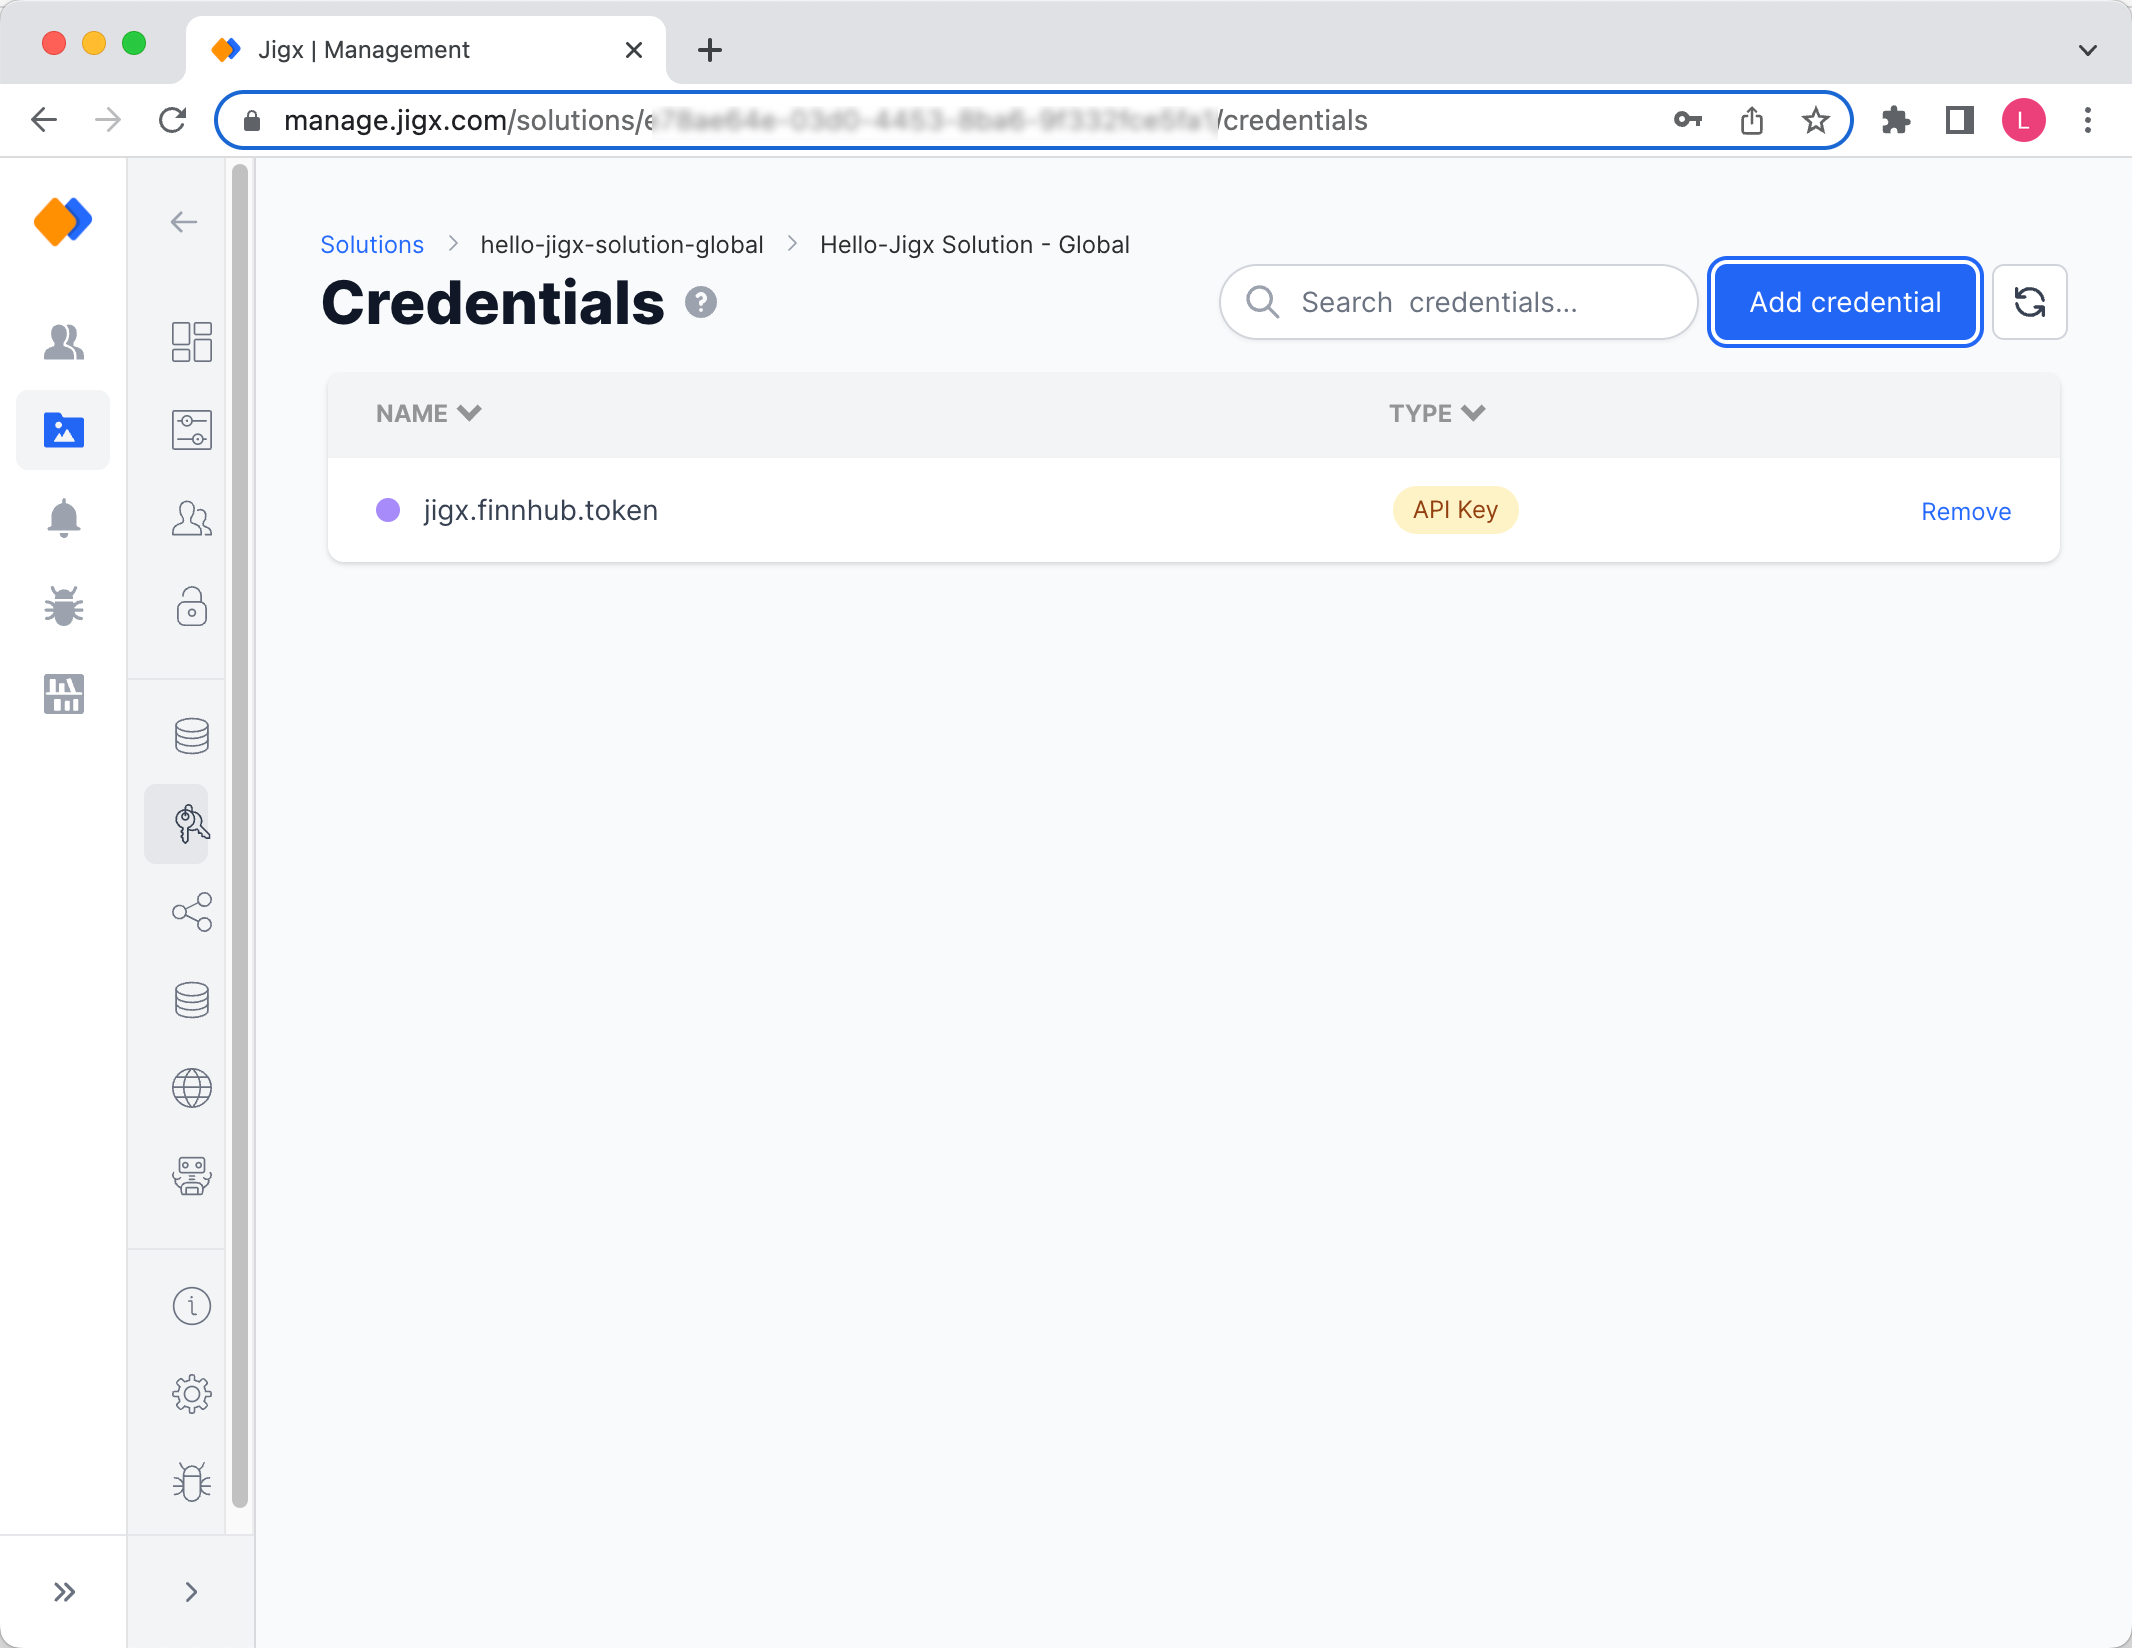 Jigx | Management
manage.jigx.com/solutions/e /credentials
L
Solutions > hello-jigx-solution-global > Hello-Jigx Solution - Global
Credentials ?
Search credentials...
Add credential
NAME TYPE
jigx.finnhub.token API Key Remove